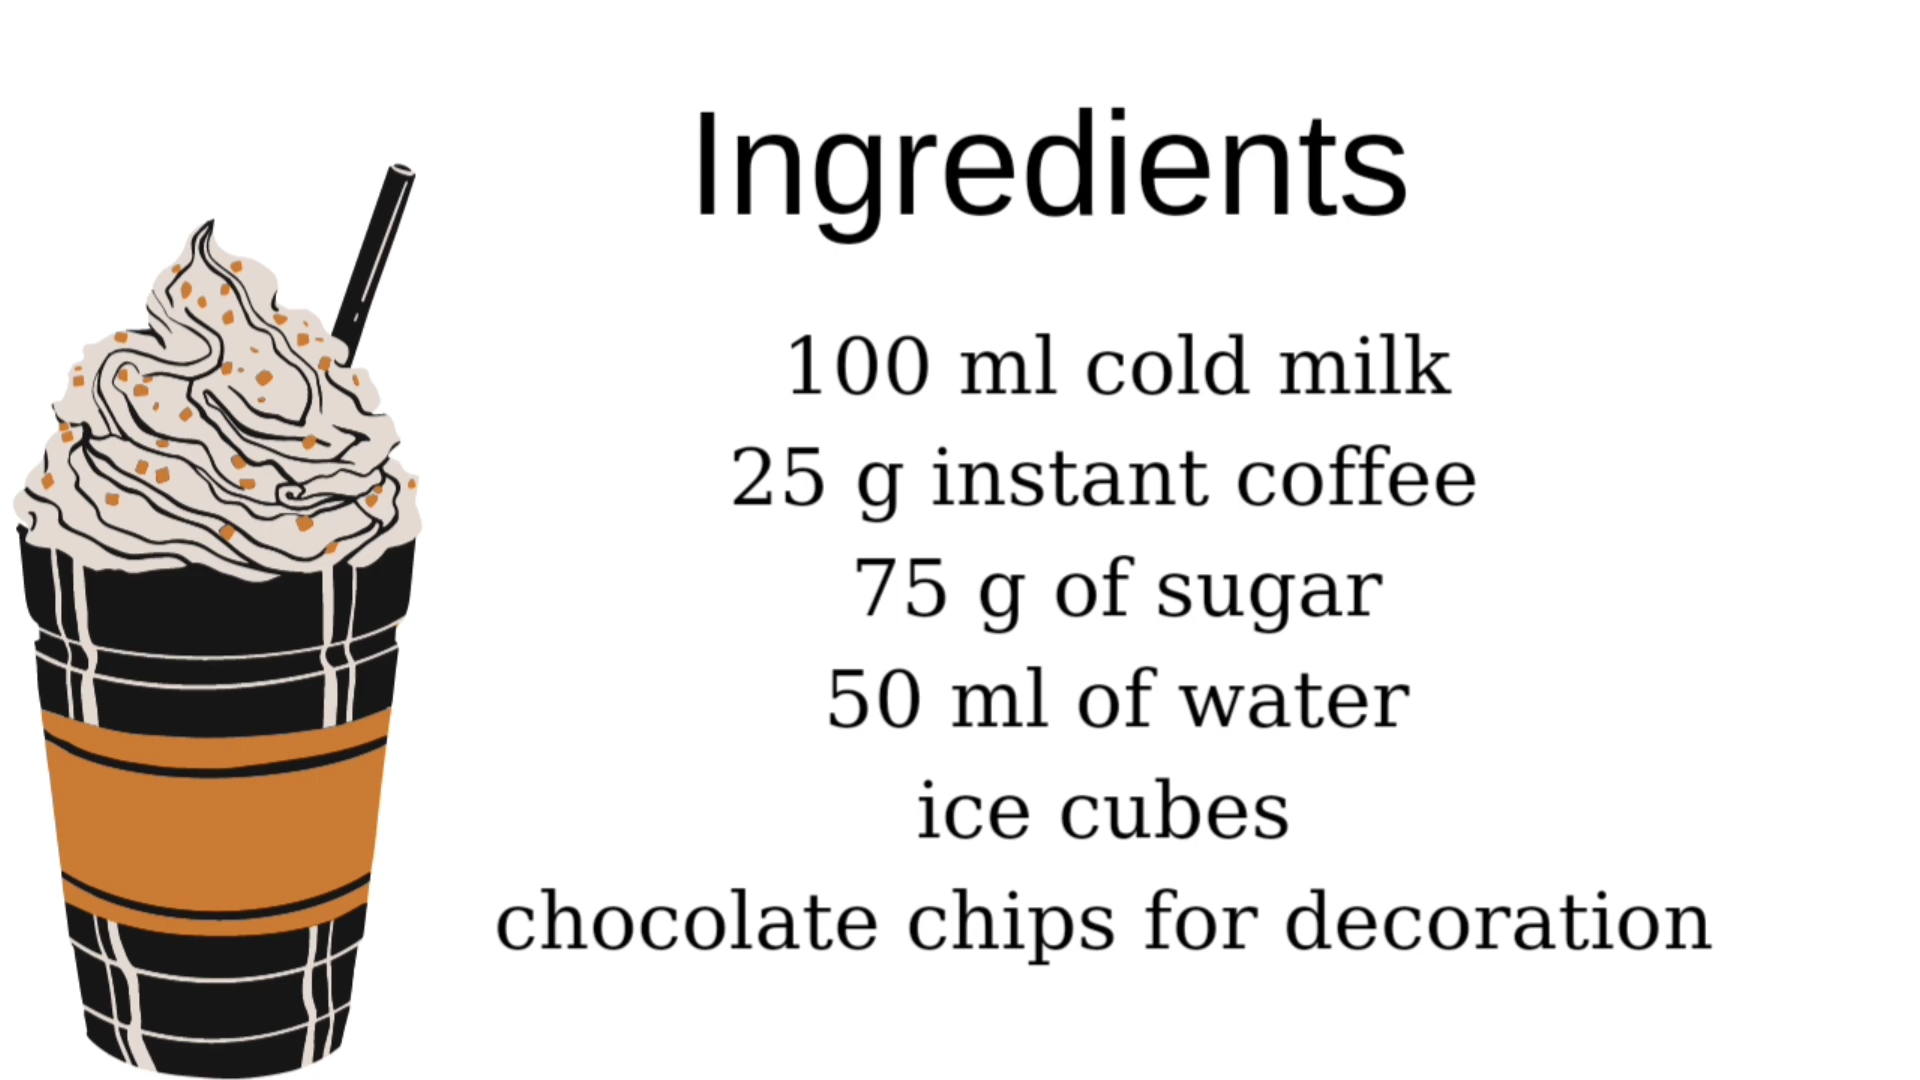 Ingredients
100 ml cold milk
25 g instant coffee
75 g of sugar
50 ml of water
ice cubes
chocolate chips for decoration